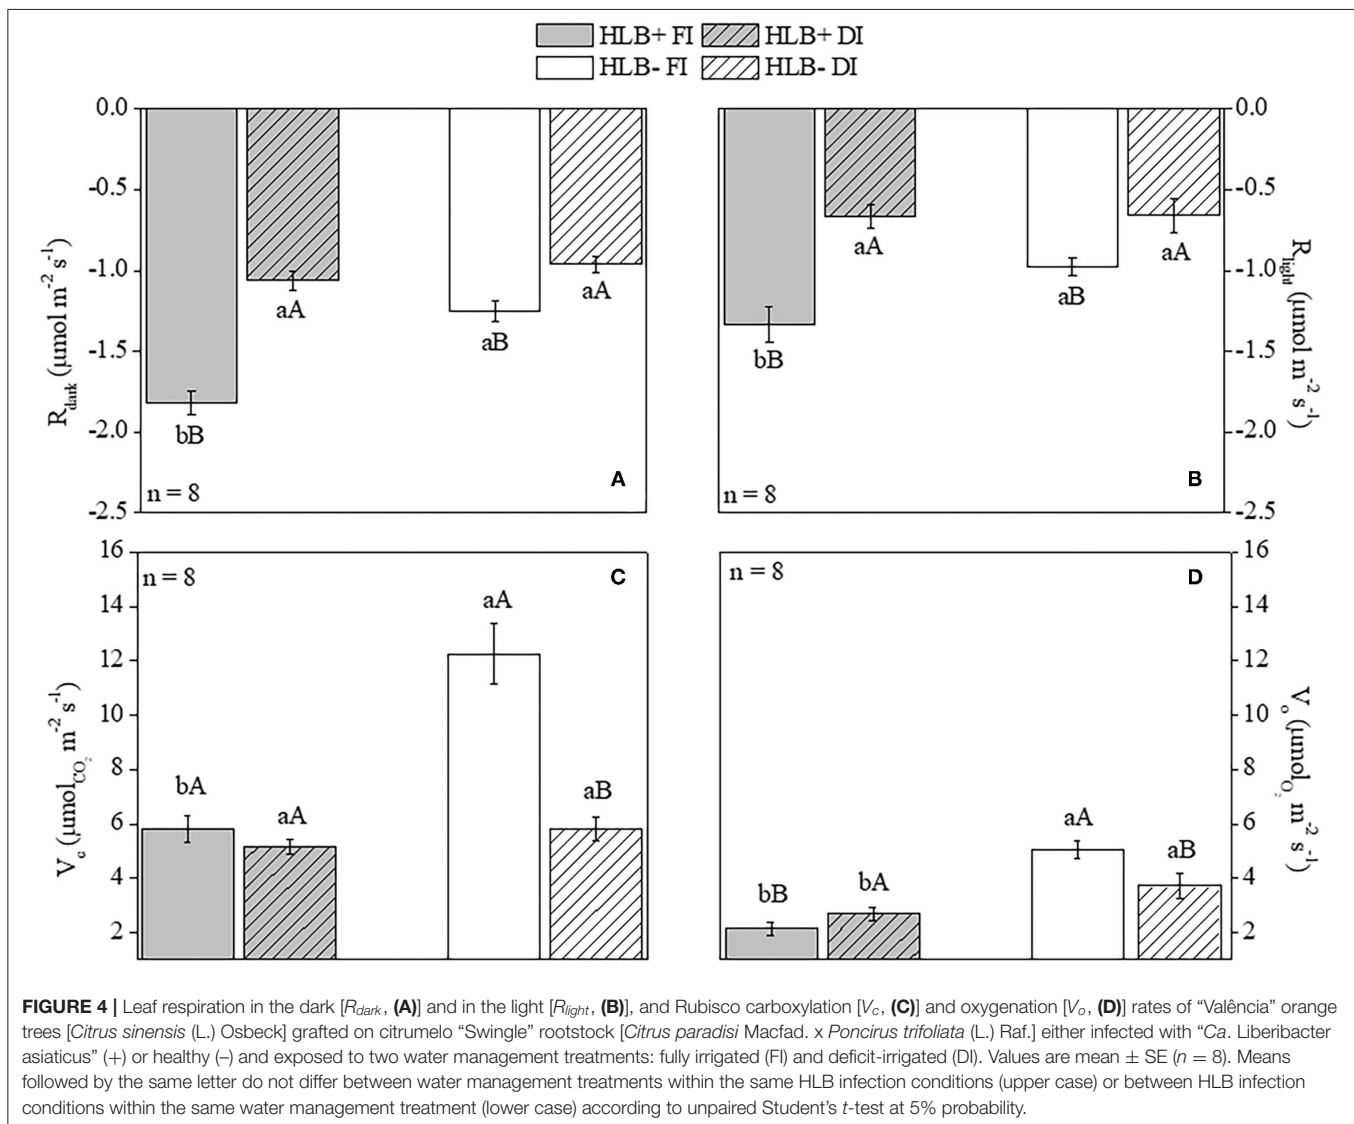 HLB+ FI HLB+ DI
HLB- FI HLB- DI
0.0
-0.5
-1.0
-1.5
-2.0
-2.5
R_dark (μmol m⁻² s⁻¹)
bB
aA
aB
aA
n = 8
A
0.0
-0.5
-1.0
-1.5
-2.0
-2.5
R_light (μmol m⁻² s⁻¹)
bB
aA
aB
aA
n = 8
B
16
14
12
10
8
6
4
2
V_c (μmol_CO₂ m⁻² s⁻¹)
n = 8
C
bA
aA
aA
aB
16
14
12
10
8
6
4
2
V_o (μmol_O₂ m⁻² s⁻¹)
n = 8
D
bB
bA
aA
aB
FIGURE 4 | Leaf respiration in the dark [R_dark, (A)] and in the light [R_light, (B)], and Rubisco carboxylation [V_c, (C)] and oxygenation [V_o, (D)] rates of “Valência” orange
trees [Citrus sinensis (L.) Osbeck] grafted on citrumelo “Swingle” rootstock [Citrus paradisi Macfad. x Poncirus trifoliata (L.) Raf.] either infected with “Ca. Liberibacter
asiaticus” (+) or healthy (–) and exposed to two water management treatments: fully irrigated (FI) and deficit-irrigated (DI). Values are mean ± SE (n = 8). Means
followed by the same letter do not differ between water management treatments within the same HLB infection conditions (upper case) or between HLB infection
conditions within the same water management treatment (lower case) according to unpaired Student’s t-test at 5% probability.